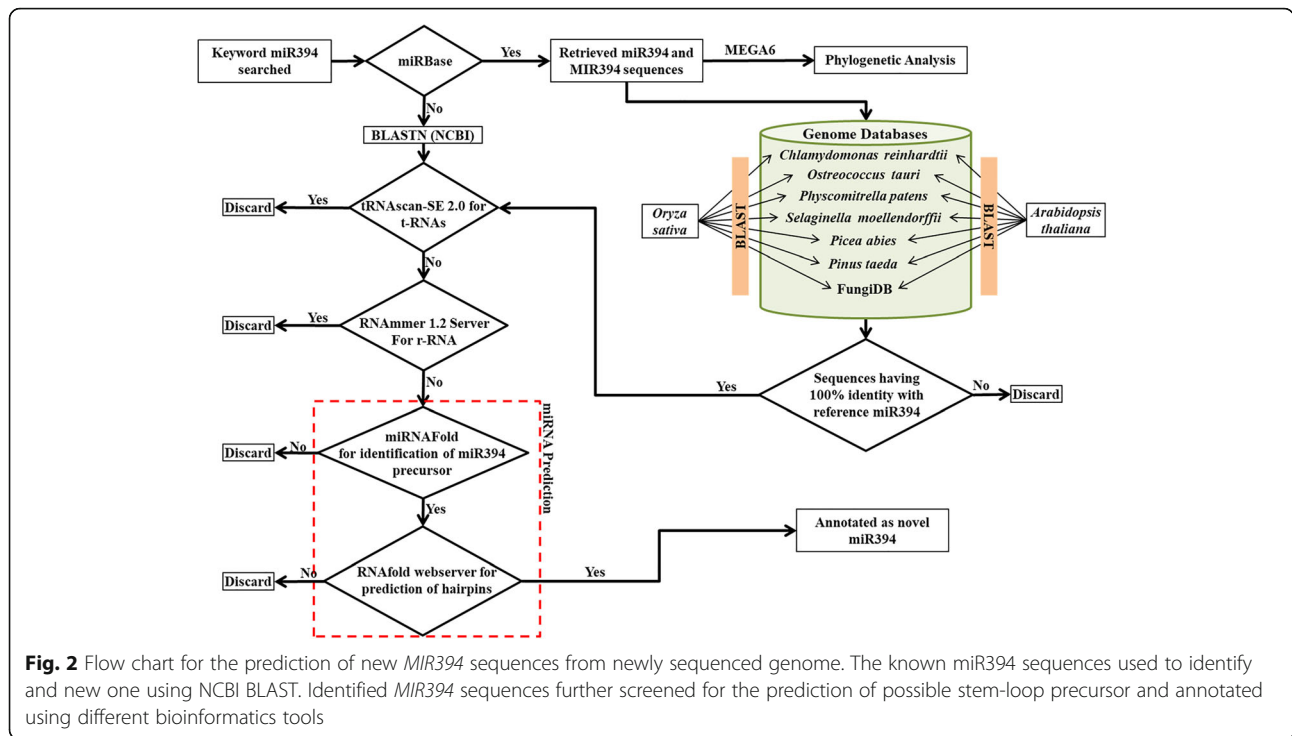 Keyword miR394
searched
miRBase
Yes
Retrieved miR394 and
MIR394 sequences
MEGA6
Phylogenetic Analysis
No
BLASTN (NCBI)
Genome Databases
Chlamydomonas reinhardtii
Ostreococcus tauri
Physcomitrella patens
Selaginella moellendorffii
Picea abies
Pinus taeda
FungiDB
Oryza
sativa
BLAST
BLAST
Arabidopsis
thaliana
tRNAscan-SE 2.0 for
t-RNAs
Yes
Discard
No
RNAmmer 1.2 Server
For r-RNA
Yes
Discard
No
Sequences having
100% identity with
reference miR394
Yes
No
Discard
miRNA Prediction
miRNAFold
for identification of miR394
precursor
No
Discard
Yes
RNAfold webserver for
prediction of hairpins
No
Discard
Yes
Annotated as novel
miR394
Fig. 2 Flow chart for the prediction of new MIR394 sequences from newly sequenced genome. The known miR394 sequences used to identify
and new one using NCBI BLAST. Identified MIR394 sequences further screened for the prediction of possible stem-loop precursor and annotated
using different bioinformatics tools